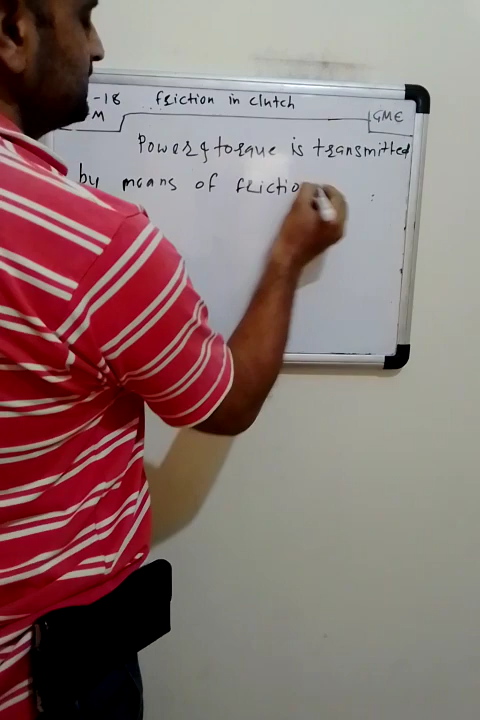 -18 friction in clutch
M GME
Power & torque is transmitted
by means of frictio